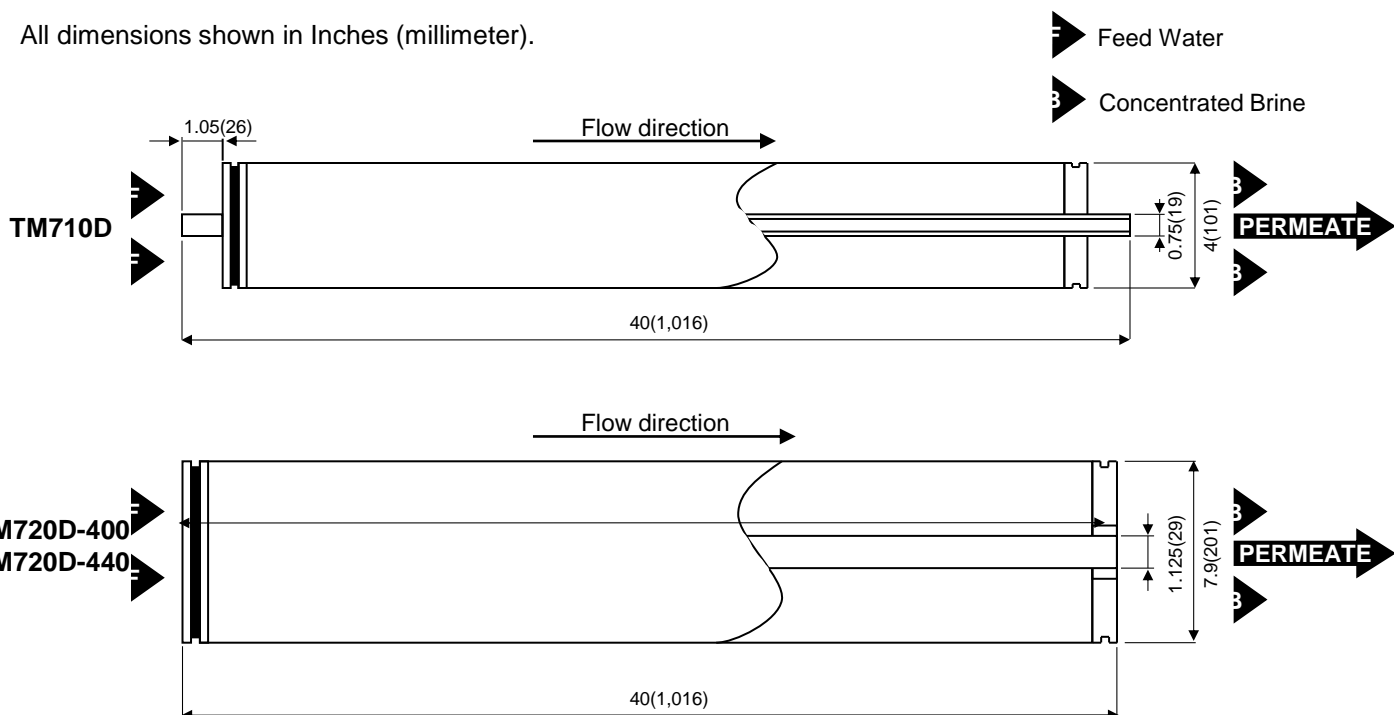 All dimensions shown in Inches (millimeter).
F Feed Water
B Concentrated Brine
1.05(26)
Flow direction
F
TM710D
F
0.75(19)
4(101)
B
PERMEATE
B
40(1,016)
Flow direction
F
M720D-400
M720D-440
F
1.125(29)
7.9(201)
B
PERMEATE
B
40(1,016)